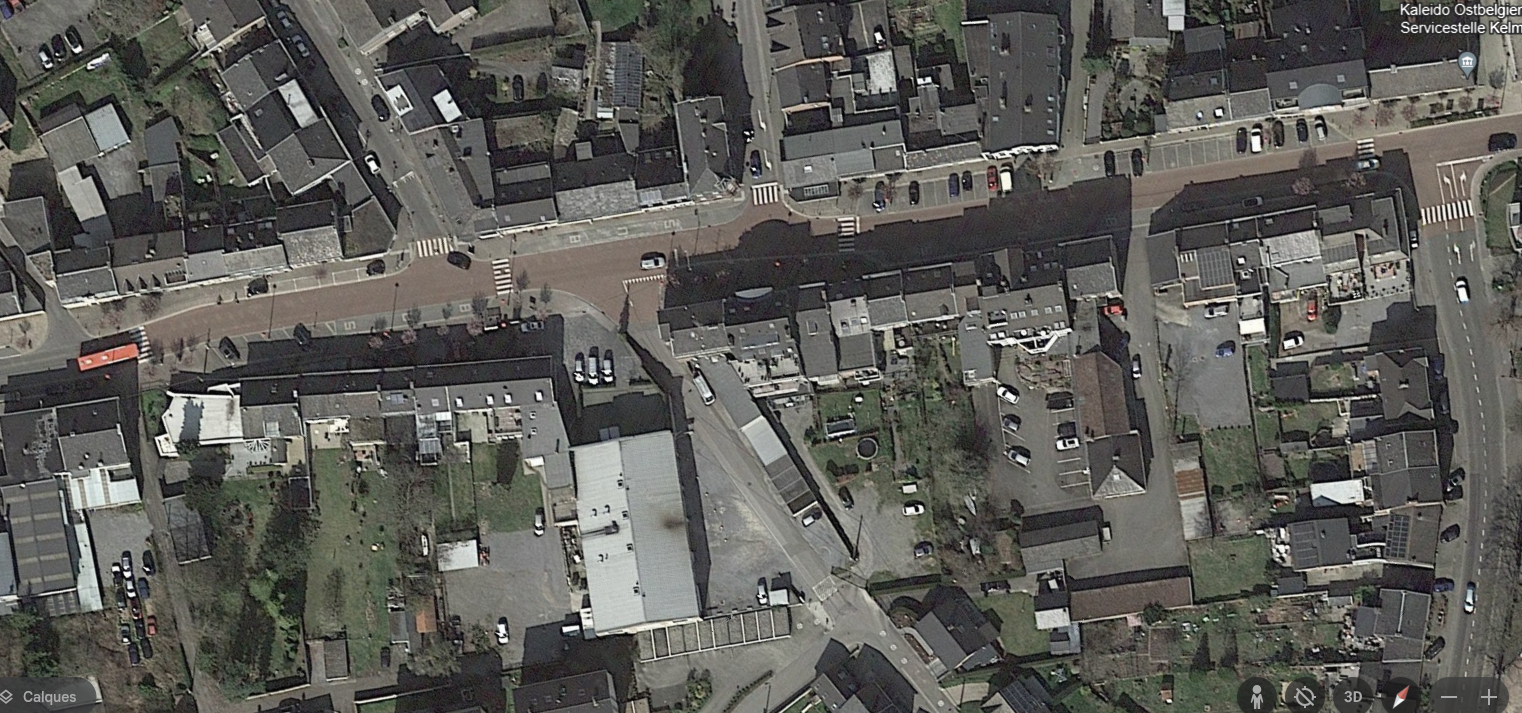 Kaleido Ostbelgien
Servicestelle Kelm
Calques
3D